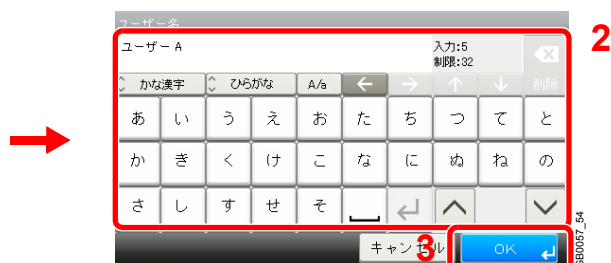 ユーザー名
2
ユーザー A
入力:5
制限:32
かな漢字 ひらがな A/a ← → ↑ ↓ 削除
あ い う え お た ち つ て と
か き く け こ な に ぬ ね の
さ し す せ そ
キャンセル 3 OK
GB0057_54